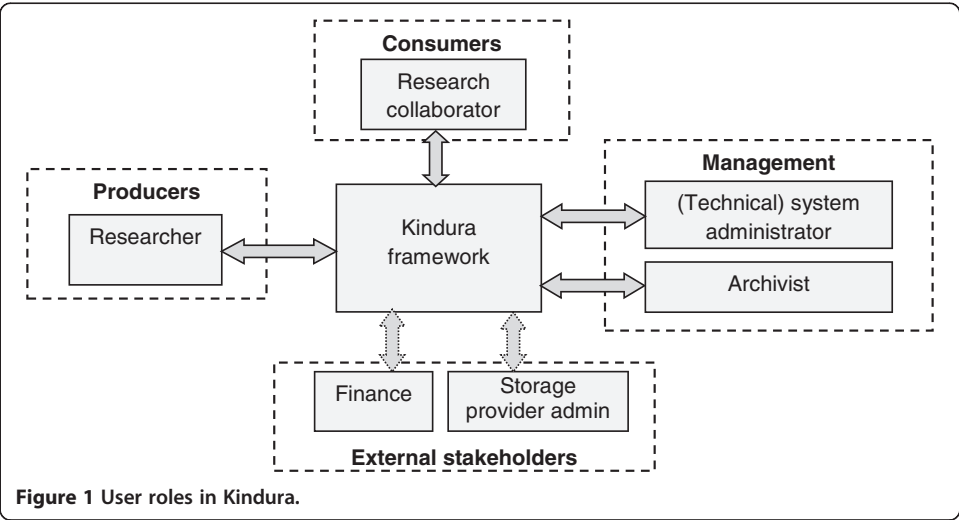 Consumers
Research
collaborator
Producers
Researcher
Kindura
framework
Management
(Technical) system
administrator
Archivist
Finance
Storage
provider admin
External stakeholders
Figure 1 User roles in Kindura.